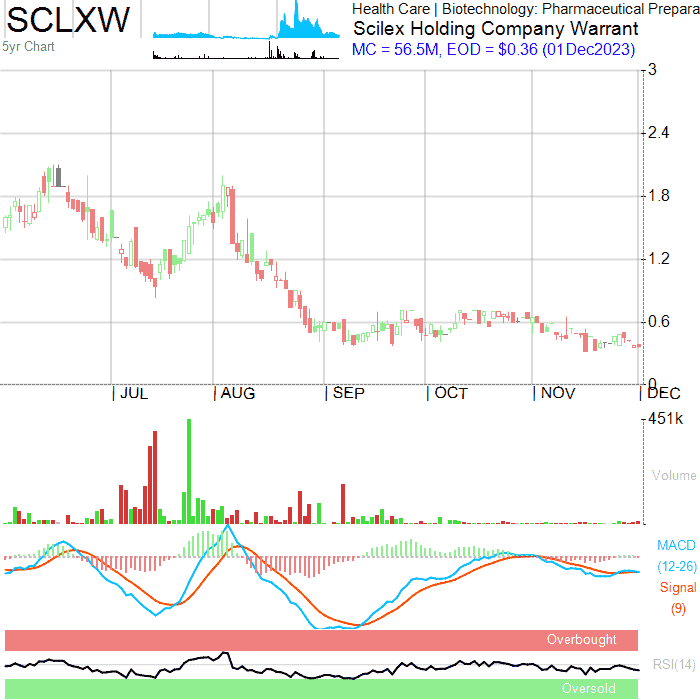 SCLXW
5yr Chart
Health Care | Biotechnology: Pharmaceutical Prepara
Scilex Holding Company Warrant
MC = 56.5M, EOD = $0.36 (01Dec2023)
3
2.4
1.8
1.2
0.6
0
| JUL | AUG | SEP | OCT | NOV | DEC
451k
Volume
MACD
(12-26)
Signal
(9)
Overbought
RSI(14)
Oversold